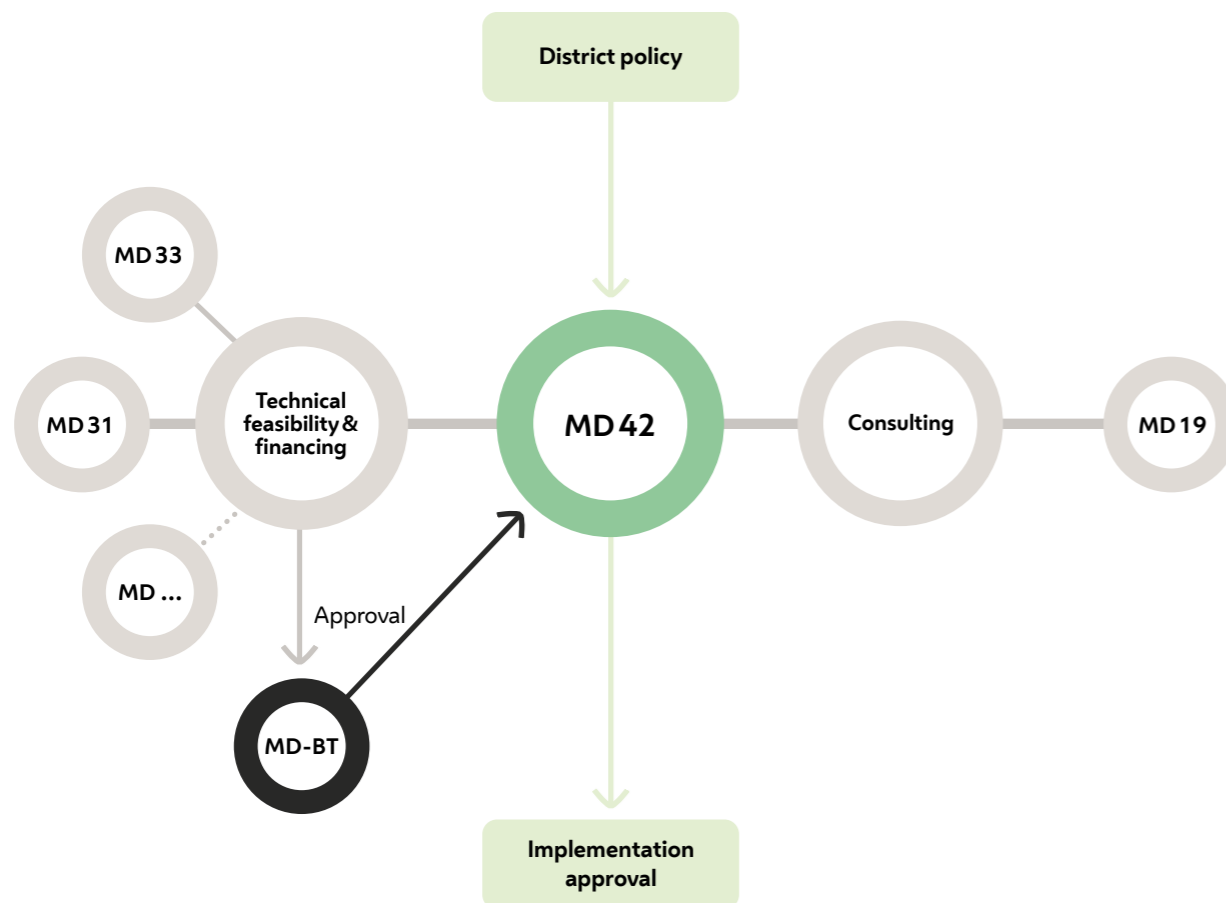 District policy
MD 33
MD 31
Technical
feasibility &
financing
MD 42
Consulting
MD 19
MD ...
Approval
MD-BT
Implementation
approval